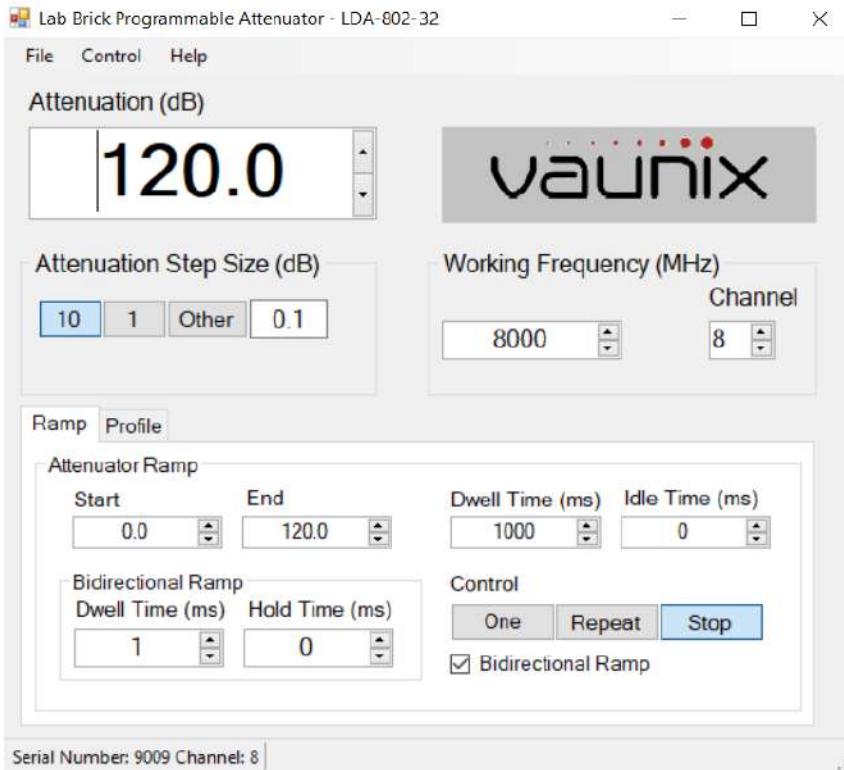 Lab Brick Programmable Attenuator - LDA-802-32
File Control Help
Attenuation (dB)
120.0
vaunix
Attenuation Step Size (dB)
10 1 Other 0.1
Working Frequency (MHz)
Channel
8000 8
Ramp Profile
Attenuator Ramp
Start End Dwell Time (ms) Idle Time (ms)
0.0 120.0 1000 0
Bidirectional Ramp
Dwell Time (ms) Hold Time (ms)
1 0
Control
One Repeat Stop
Bidirectional Ramp
Serial Number: 9009 Channel: 8